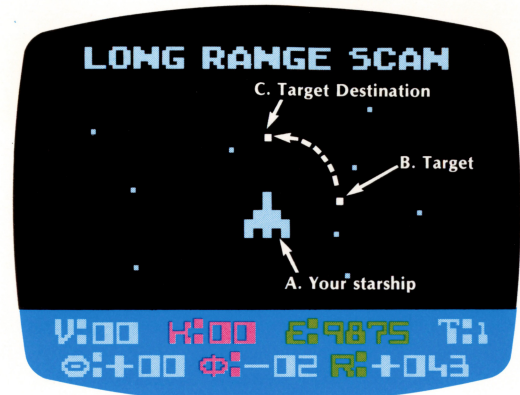 LONG RANGE SCAN
C. Target Destination
B. Target
A. Your starship
V:00 K:00 E:9875 T:1
Θ:+00 Φ:-02 R:+043